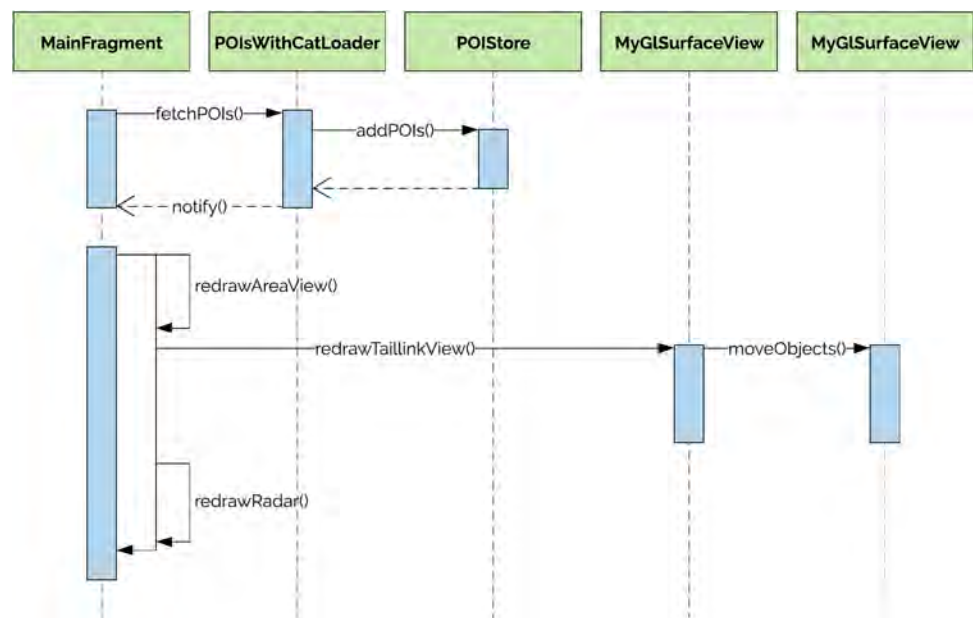 MainFragment
POIsWithCatLoader
POIStore
MyGlSurfaceView
MyGlSurfaceView
fetchPOIs()
addPOIs()
notify()
redrawAreaView()
redrawTaillinkView()
moveObjects()
redrawRadar()